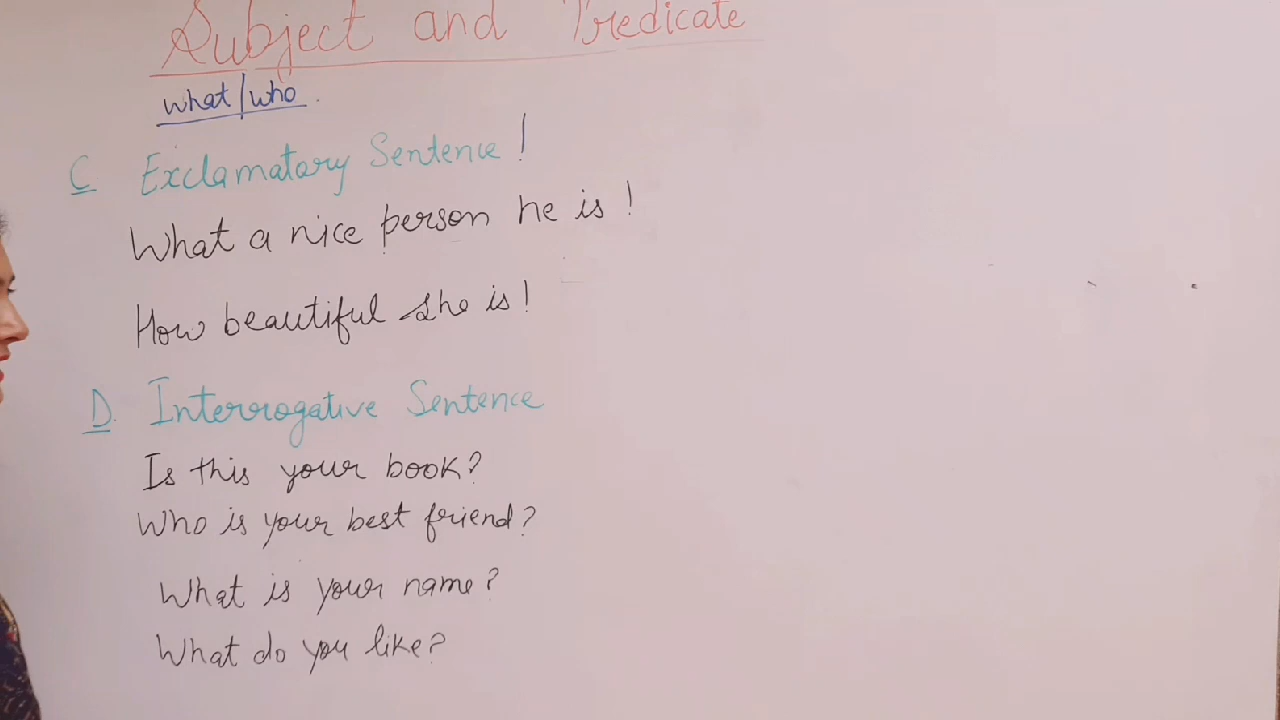 Subject and Predicate
what/who.
C Exclamatory Sentence!
What a nice person he is!
How beautiful she is!
D. Interrogative Sentence
Is this your book?
Who is your best friend?
What is your name?
What do you like?